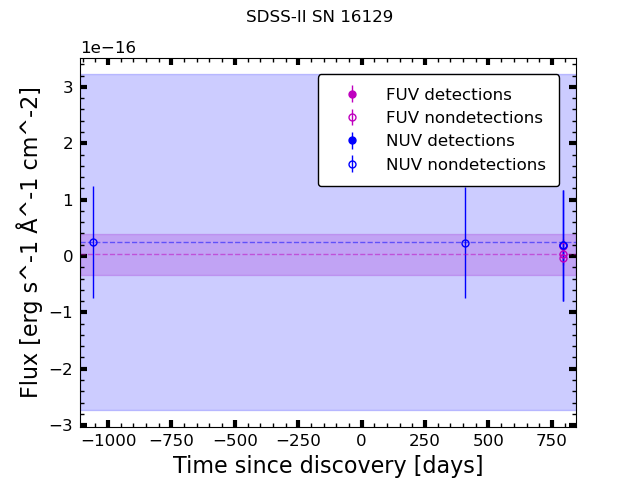 SDSS-II SN 16129
1e−16
FUV detections
FUV nondetections
NUV detections
NUV nondetections
3
2
1
0
−1
−2
−3
Flux [erg s^-1 Å^-1 cm^-2]
−1000 −750 −500 −250 0 250 500 750
Time since discovery [days]